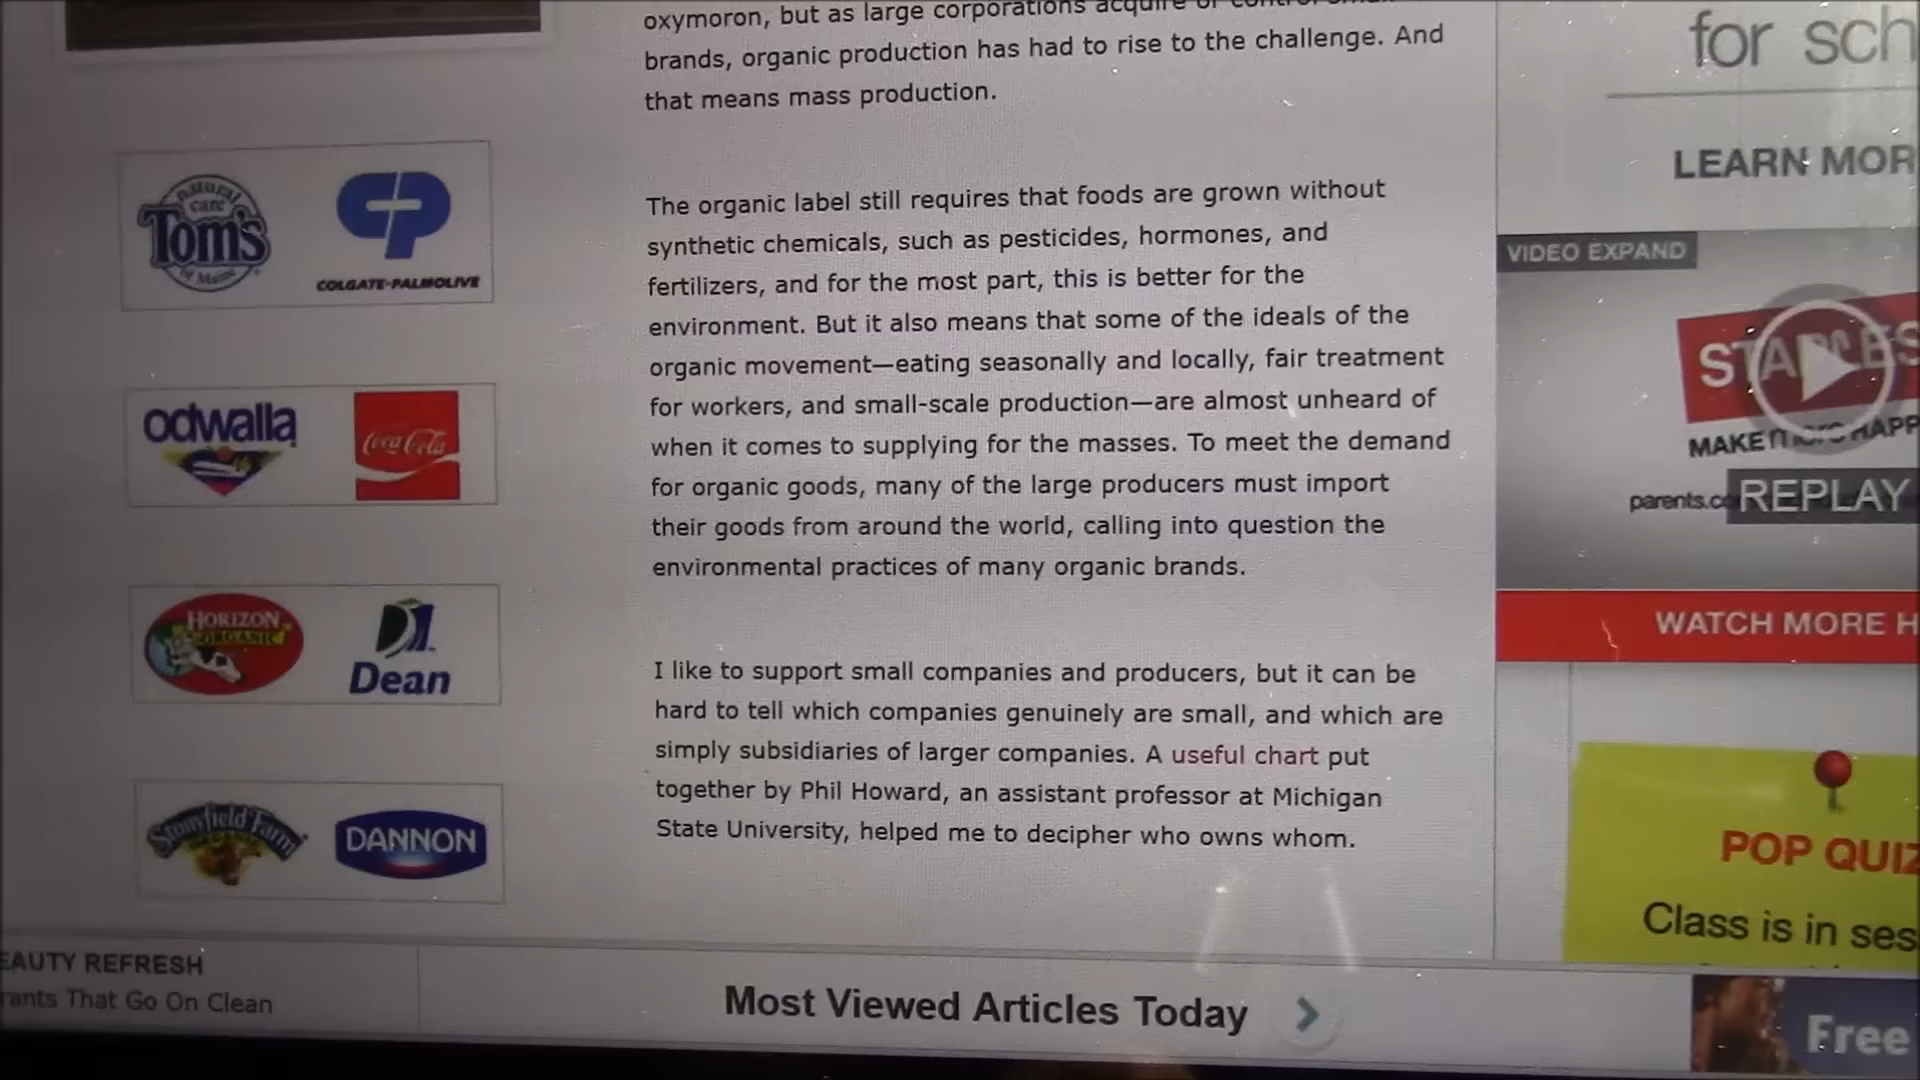 oxymoron, but as large corporations acquire or control small
brands, organic production has had to rise to the challenge. And
that means mass production.
The organic label still requires that foods are grown without
synthetic chemicals, such as pesticides, hormones, and
fertilizers, and for the most part, this is better for the
environment. But it also means that some of the ideals of the
organic movement—eating seasonally and locally, fair treatment
for workers, and small-scale production—are almost unheard of
when it comes to supplying for the masses. To meet the demand
for organic goods, many of the large producers must import
their goods from around the world, calling into question the
environmental practices of many organic brands.
I like to support small companies and producers, but it can be
hard to tell which companies genuinely are small, and which are
simply subsidiaries of larger companies. A useful chart put
together by Phil Howard, an assistant professor at Michigan
State University, helped me to decipher who owns whom.
natural
care
Tom's
of Maine
COLGATE-PALMOLIVE
odwalla
Coca-Cola
HORIZON
ORGANIC
Dean
Stonyfield Farm
DANNON
for sch
LEARN MOR
VIDEO EXPAND
STAPLES
MAKE more HAPP
parents.c
REPLAY
WATCH MORE H
POP QUIZ
Class is in ses
EAUTY REFRESH
rants That Go On Clean
Most Viewed Articles Today
Free